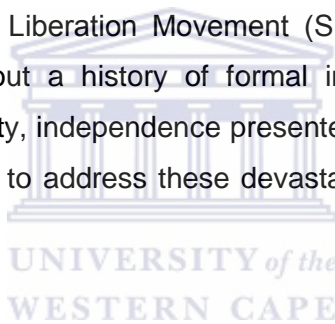 Liberation Movement (S
out a history of formal in
ty, independence presente
to address these devasta
UNIVERSITY of the
WESTERN CAPE